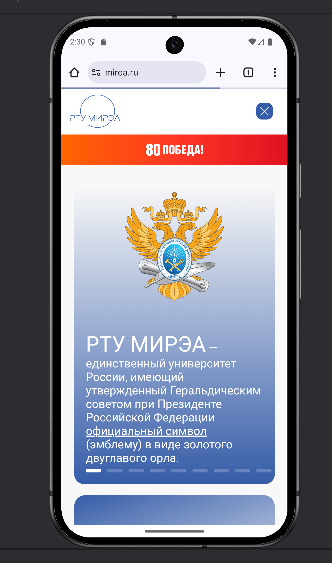 2:30
mirea.ru
1
РТУ МИРЭА
80 ПОБЕДА!
РТУ МИРЭА –
единственный университет
России, имеющий
утвержденный Геральдическим
советом при Президенте
Российской Федерации
официальный символ
(эмблему) в виде золотого
двуглавого орла.